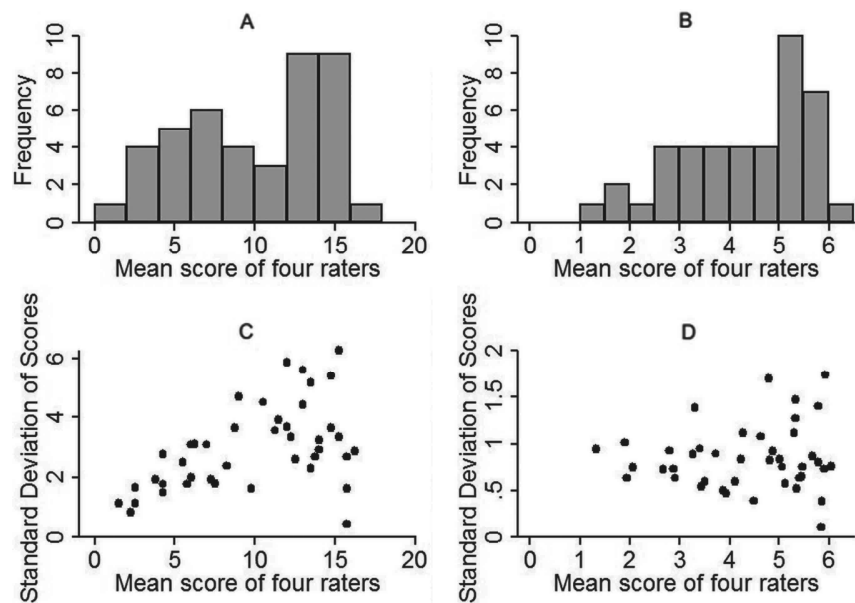 A
B
Frequency
0 2 4 6 8 10
0 5 10 15 20
Mean score of four raters
Frequency
0 2 4 6 8 10
0 1 2 3 4 5 6
Mean score of four raters
C
D
Standard Deviation of Scores
0 2 4 6
0 5 10 15 20
Mean score of four raters
Standard Deviation of Scores
0 .5 1 1.5 2
0 1 2 3 4 5 6
Mean score of four raters